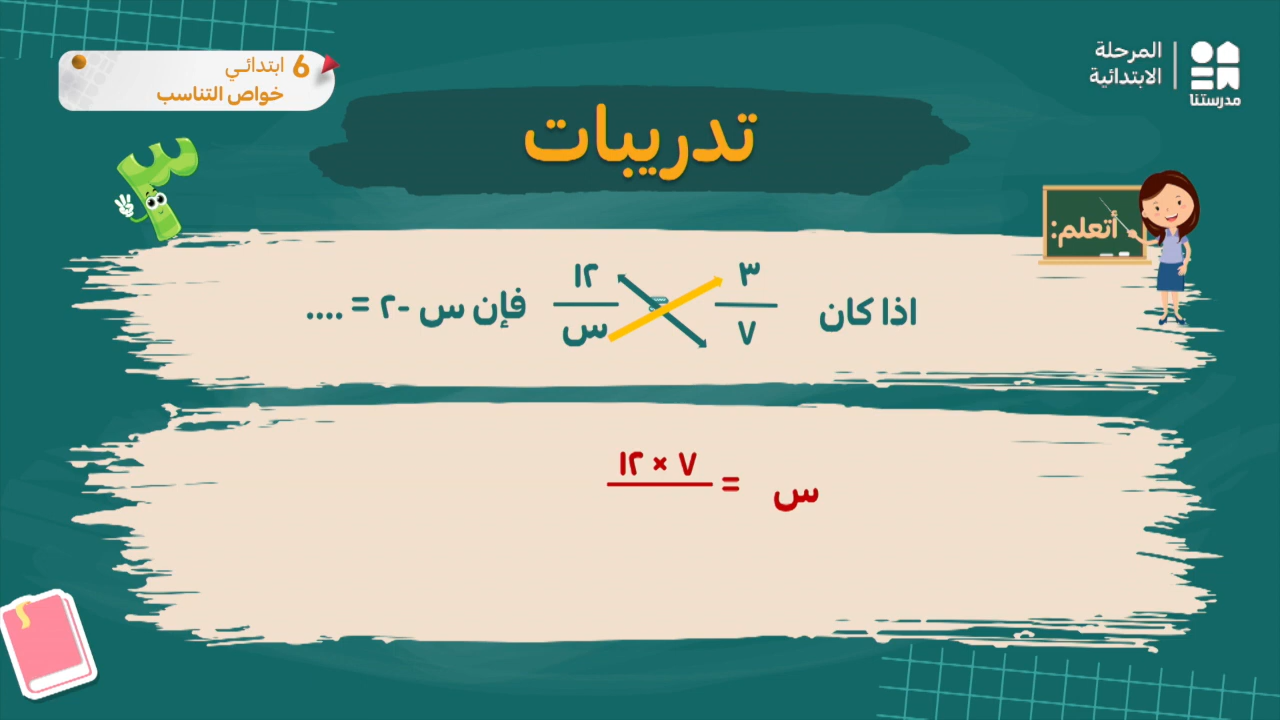 المرحلة
الابتدائية
مدرستنا
6 ابتدائي
خواص التناسب
تدريبات
أتعلم:
اذا كان ٣/٧ = ١٢/س فإن س -٢ = ....
س = ٧ × ١٢